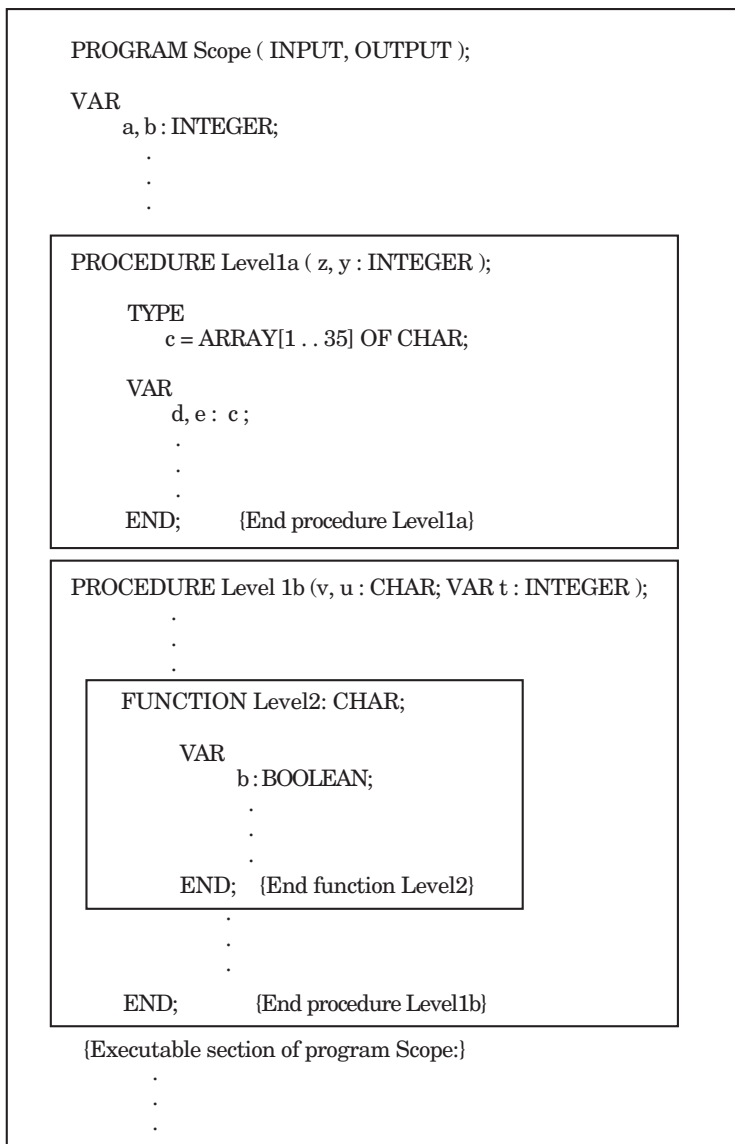 PROGRAM Scope ( INPUT, OUTPUT );
VAR
a, b : INTEGER;
.
.
.
PROCEDURE Level1a ( z, y : INTEGER );
TYPE
c = ARRAY[1 . . 35] OF CHAR;
VAR
d, e : c ;
.
.
.
END; {End procedure Level1a}
PROCEDURE Level 1b (v, u : CHAR; VAR t : INTEGER );
.
.
.
FUNCTION Level2: CHAR;
VAR
b : BOOLEAN;
.
.
.
END; {End function Level2}
.
.
.
END; {End procedure Level1b}
{Executable section of program Scope:}
.
.
.